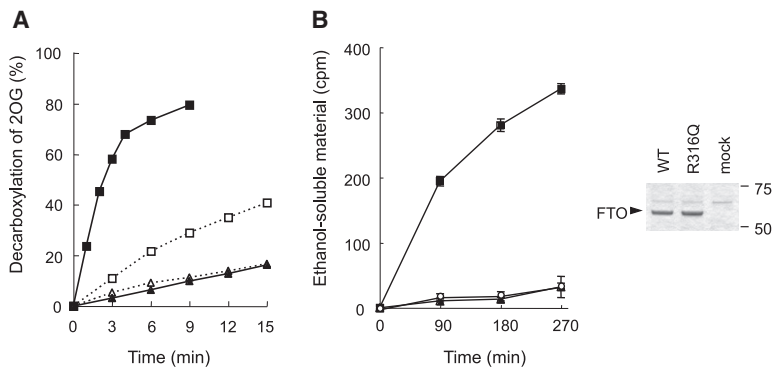 A
Decarboxylation of 2OG (%)
100
80
60
40
20
0
0 3 6 9 12 15
Time (min)
B
Ethanol-soluble material (cpm)
400
300
200
100
0
0 90 180 270
Time (min)
WT R316Q mock
FTO
75
50